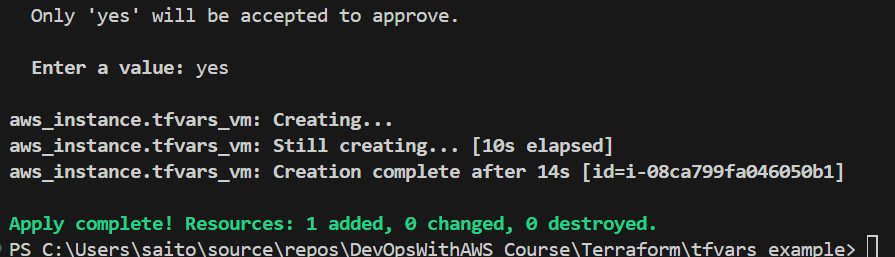 Only 'yes' will be accepted to approve.
Enter a value: yes
aws_instance.tfvars_vm: Creating...
aws_instance.tfvars_vm: Still creating... [10s elapsed]
aws_instance.tfvars_vm: Creation complete after 14s [id=i-08ca799fa046050b1]
Apply complete! Resources: 1 added, 0 changed, 0 destroyed.
PS C:\Users\saito\source\repos\DevOpsWithAWS Course\Terraform\tfvars example>